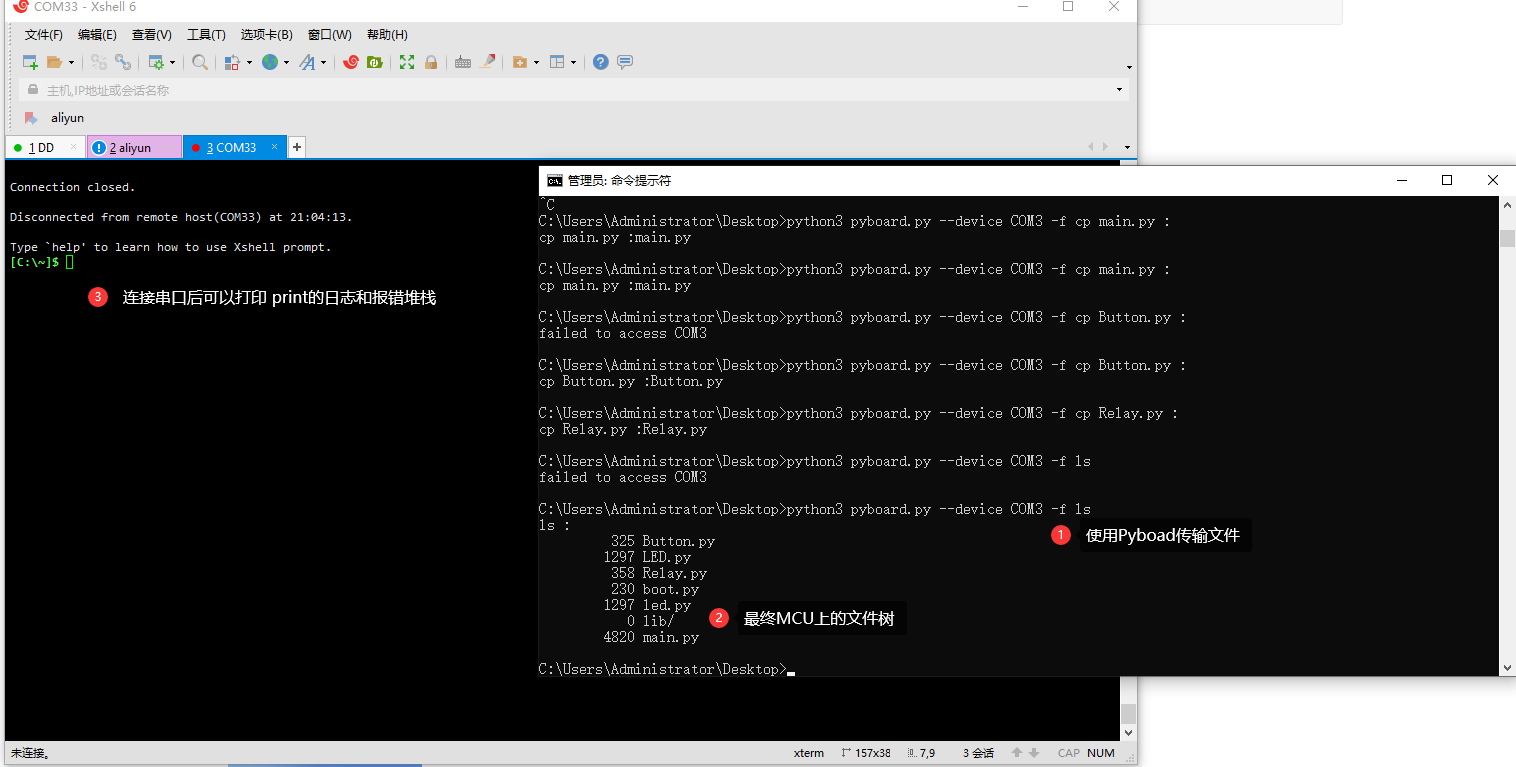 COM33 - Xshell 6
文件(F) 编辑(E) 查看(V) 工具(T) 选项卡(B) 窗口(W) 帮助(H)
主机,IP地址或会话名称
aliyun
1 DD 2 aliyun 3 COM33
Connection closed.
Disconnected from remote host(COM33) at 21:04:13.
Type `help' to learn how to use Xshell prompt.
[C:\~]$
3 连接串口后可以打印 print的日志和报错堆栈
管理员: 命令提示符
^C
C:\Users\Administrator\Desktop>python3 pyboard.py --device COM3 -f cp main.py :
cp main.py :main.py
C:\Users\Administrator\Desktop>python3 pyboard.py --device COM3 -f cp main.py :
cp main.py :main.py
C:\Users\Administrator\Desktop>python3 pyboard.py --device COM3 -f cp Button.py :
failed to access COM3
C:\Users\Administrator\Desktop>python3 pyboard.py --device COM3 -f cp Button.py :
cp Button.py :Button.py
C:\Users\Administrator\Desktop>python3 pyboard.py --device COM3 -f cp Relay.py :
cp Relay.py :Relay.py
C:\Users\Administrator\Desktop>python3 pyboard.py --device COM3 -f ls
failed to access COM3
C:\Users\Administrator\Desktop>python3 pyboard.py --device COM3 -f ls
ls :
1 使用Pyboad传输文件
325 Button.py
1297 LED.py
358 Relay.py
230 boot.py
1297 led.py
0 lib/
2 最终MCU上的文件树
4820 main.py
C:\Users\Administrator\Desktop>
未连接。 xterm 157x38 7,9 3 会话 CAP NUM